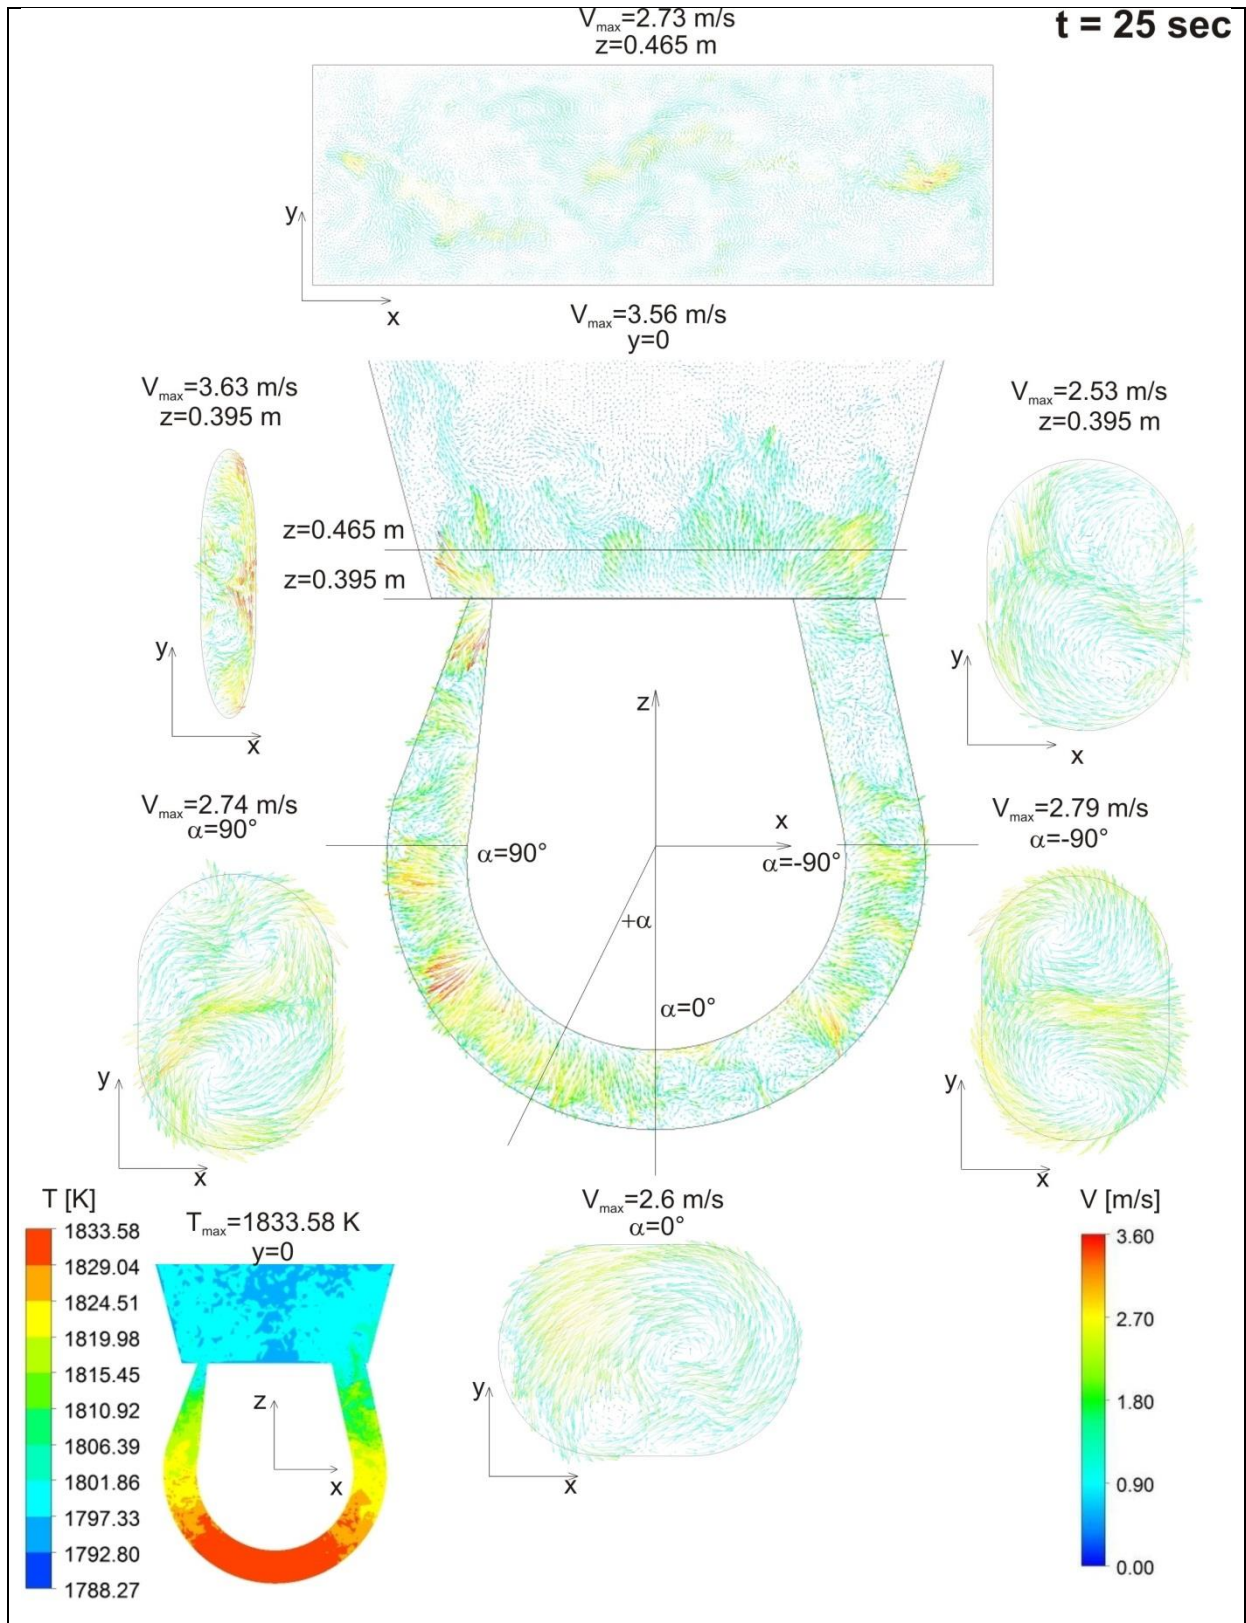 t = 25 sec
Vmax=2.73 m/s
z=0.465 m
y
x
Vmax=3.56 m/s
y=0
Vmax=3.63 m/s
z=0.395 m
Vmax=2.53 m/s
z=0.395 m
z=0.465 m
z=0.395 m
y
x
z
x
y
x
Vmax=2.74 m/s
α=90°
α=90°
α=-90°
Vmax=2.79 m/s
α=-90°
+α
α=0°
y
x
y
x
T [K]
1833.58
1829.04
1824.51
1819.98
1815.45
1810.92
1806.39
1801.86
1797.33
1792.80
1788.27
Tmax=1833.58 K
y=0
z
x
Vmax=2.6 m/s
α=0°
y
x
V [m/s]
3.60
2.70
1.80
0.90
0.00